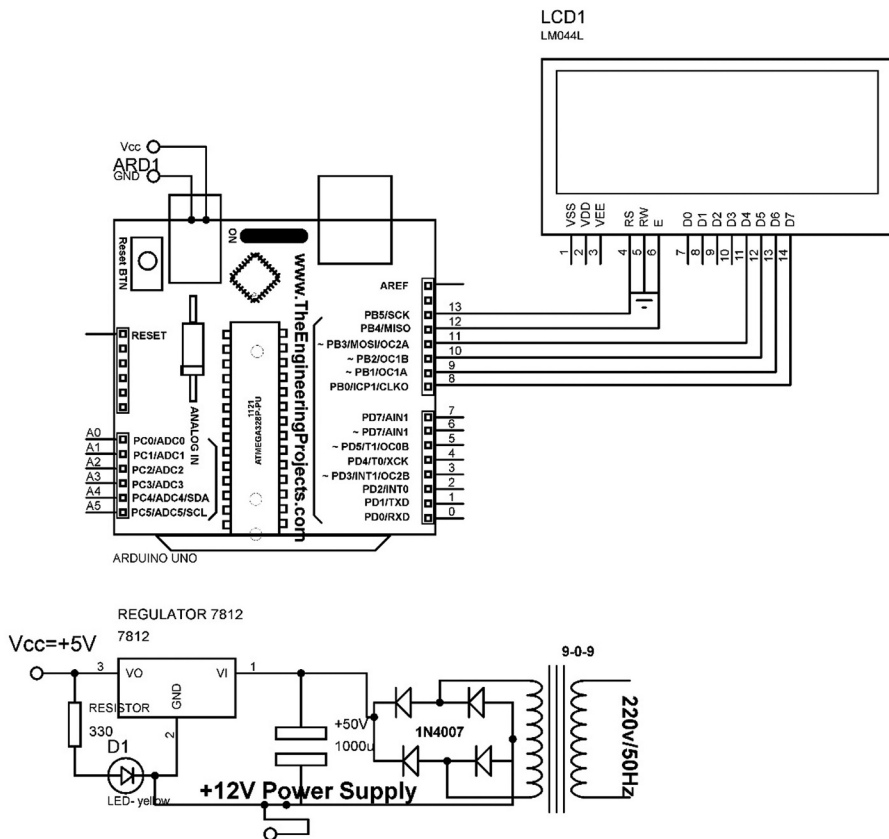 LCD1
LM044L
VSS
VDD
VEE
RS
RW
E
D0
D1
D2
D3
D4
D5
D6
D7
1
2
3
4
5
6
7
8
9
10
11
12
13
14
Vcc
ARD1
GND
Reset BTN
ON
www.TheEngineeringProjects.com
AREF
PB5/SCK 13
PB4/MISO 12
~ PB3/MOSI/OC2A 11
~ PB2/OC1B 10
~ PB1/OC1A 9
PB0/ICP1/CLKO 8
RESET
ANALOG IN
1121
ATMEGA328P-PU
PD7/AIN1 7
~ PD7/AIN1 6
~ PD5/T1/OC0B 5
PD4/T0/XCK 4
~ PD3/INT1/OC2B 3
PD2/INT0 2
PD1/TXD 1
PD0/RXD 0
A0 PC0/ADC0
A1 PC1/ADC1
A2 PC2/ADC2
A3 PC3/ADC3
A4 PC4/ADC4/SDA
A5 PC5/ADC5/SCL
ARDUINO UNO
REGULATOR 7812
7812
Vcc=+5V
3 VO VI 1
GND
2
RESISTOR
330
D1
LED- yellow
+50V
1000u
1N4007
9-0-9
220v/50Hz
+12V Power Supply